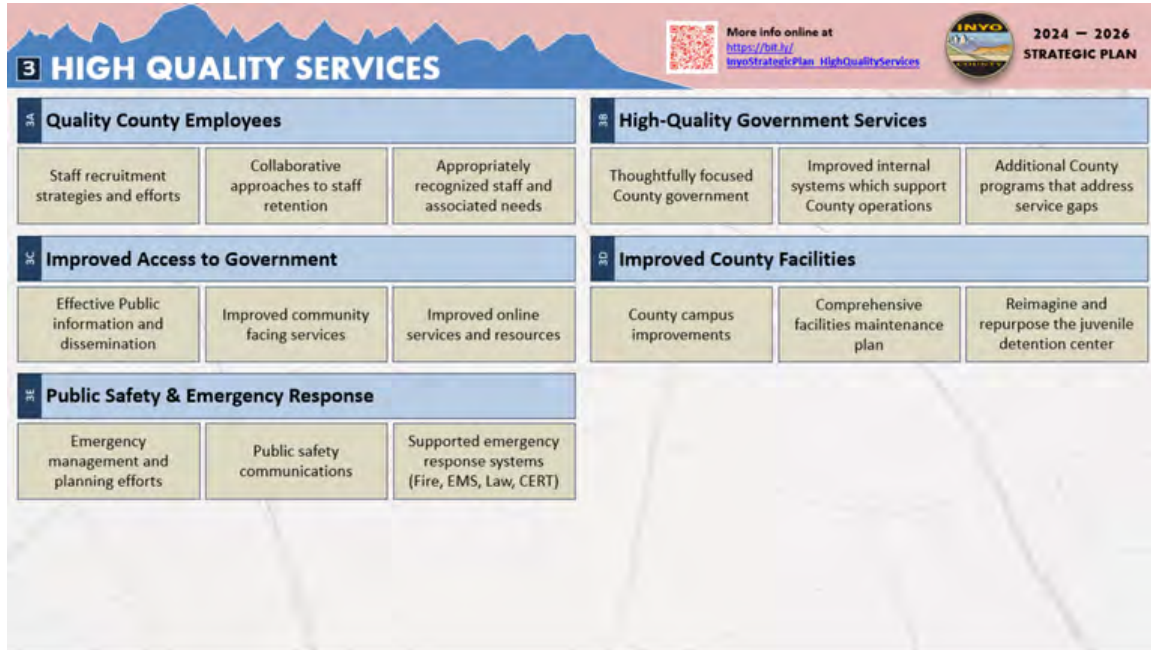 3 HIGH QUALITY SERVICES
More info online at
https://bit.ly/
InyoStrategicPlan_HighQualityServices
INYO
COUNTY
2024 — 2026
STRATEGIC PLAN
3A Quality County Employees
Staff recruitment
strategies and efforts
Collaborative
approaches to staff
retention
Appropriately
recognized staff and
associated needs
3B High-Quality Government Services
Thoughtfully focused
County government
Improved internal
systems which support
County operations
Additional County
programs that address
service gaps
3C Improved Access to Government
Effective Public
information and
dissemination
Improved community
facing services
Improved online
services and resources
3D Improved County Facilities
County campus
improvements
Comprehensive
facilities maintenance
plan
Reimagine and
repurpose the juvenile
detention center
3E Public Safety & Emergency Response
Emergency
management and
planning efforts
Public safety
communications
Supported emergency
response systems
(Fire, EMS, Law, CERT)